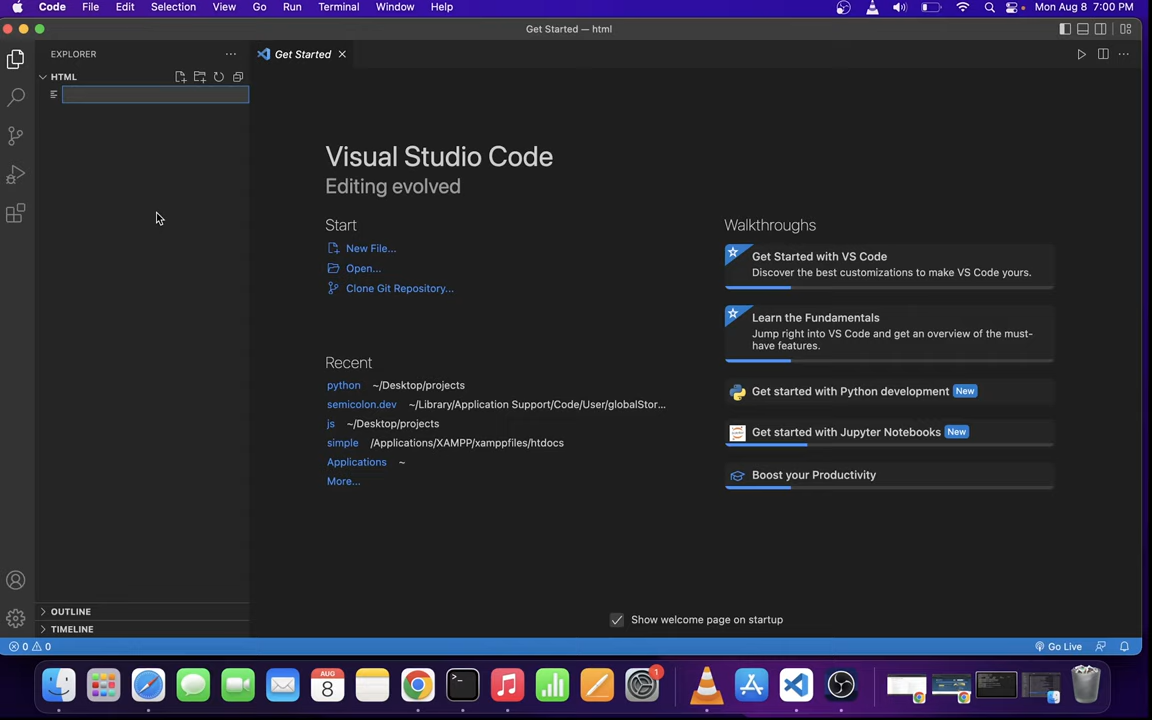 Code File Edit Selection View Go Run Terminal Window Help Mon Aug 8 7:00 PM
Get Started — html
EXPLORER
Get Started
HTML
Visual Studio Code
Editing evolved
Start
New File...
Open...
Clone Git Repository...
Recent
python ~/Desktop/projects
semicolon.dev ~/Library/Application Support/Code/User/globalStor...
js ~/Desktop/projects
simple /Applications/XAMPP/xamppfiles/htdocs
Applications ~
More...
Walkthroughs
Get Started with VS Code
Discover the best customizations to make VS Code yours.
Learn the Fundamentals
Jump right into VS Code and get an overview of the must-
have features.
Get started with Python development New
Get started with Jupyter Notebooks New
Boost your Productivity
Show welcome page on startup
OUTLINE
TIMELINE
0 0 Go Live
AUG
8
1